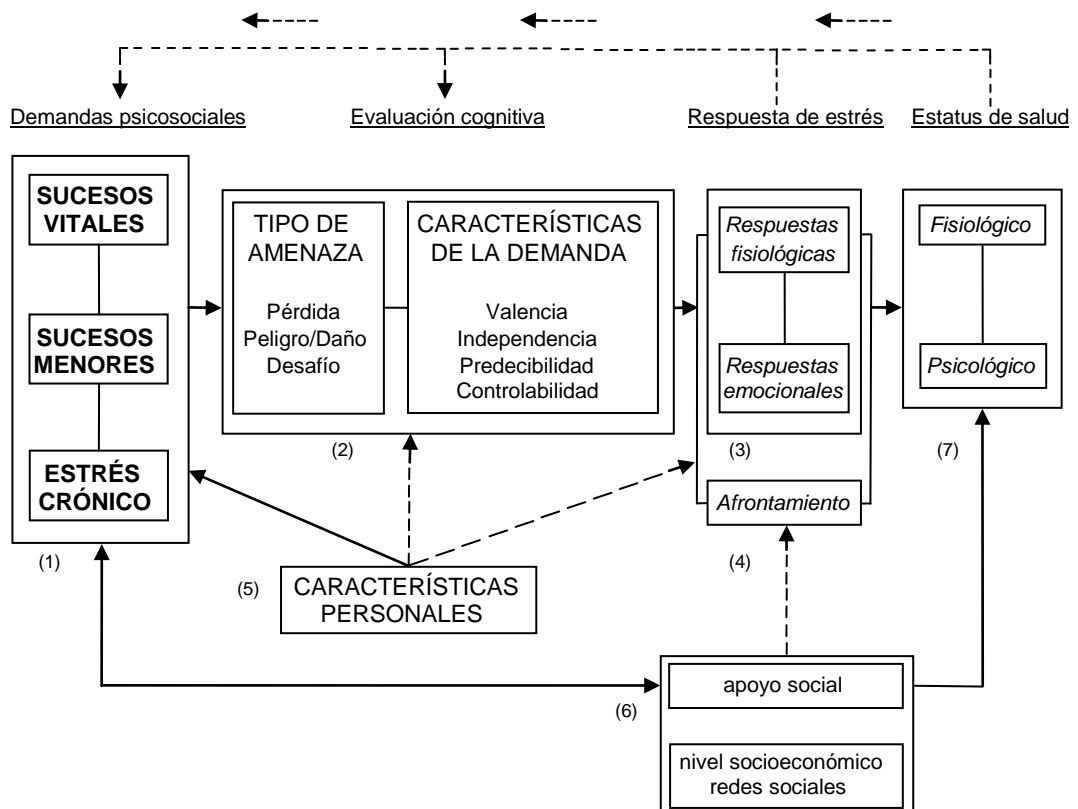 Demandas psicosociales
Evaluación cognitiva
Respuesta de estrés
Estatus de salud
SUCESOS
VITALES
SUCESOS
MENORES
ESTRÉS
CRÓNICO
(1)
TIPO DE
AMENAZA
Pérdida
Peligro/Daño
Desafío
CARACTERÍSTICAS
DE LA DEMANDA
Valencia
Independencia
Predecibilidad
Controlabilidad
(2)
Respuestas
fisiológicas
Respuestas
emocionales
(3)
Afrontamiento
(4)
Fisiológico
Psicológico
(7)
(5)
CARACTERÍSTICAS
PERSONALES
(6)
apoyo social
nivel socioeconómico
redes sociales